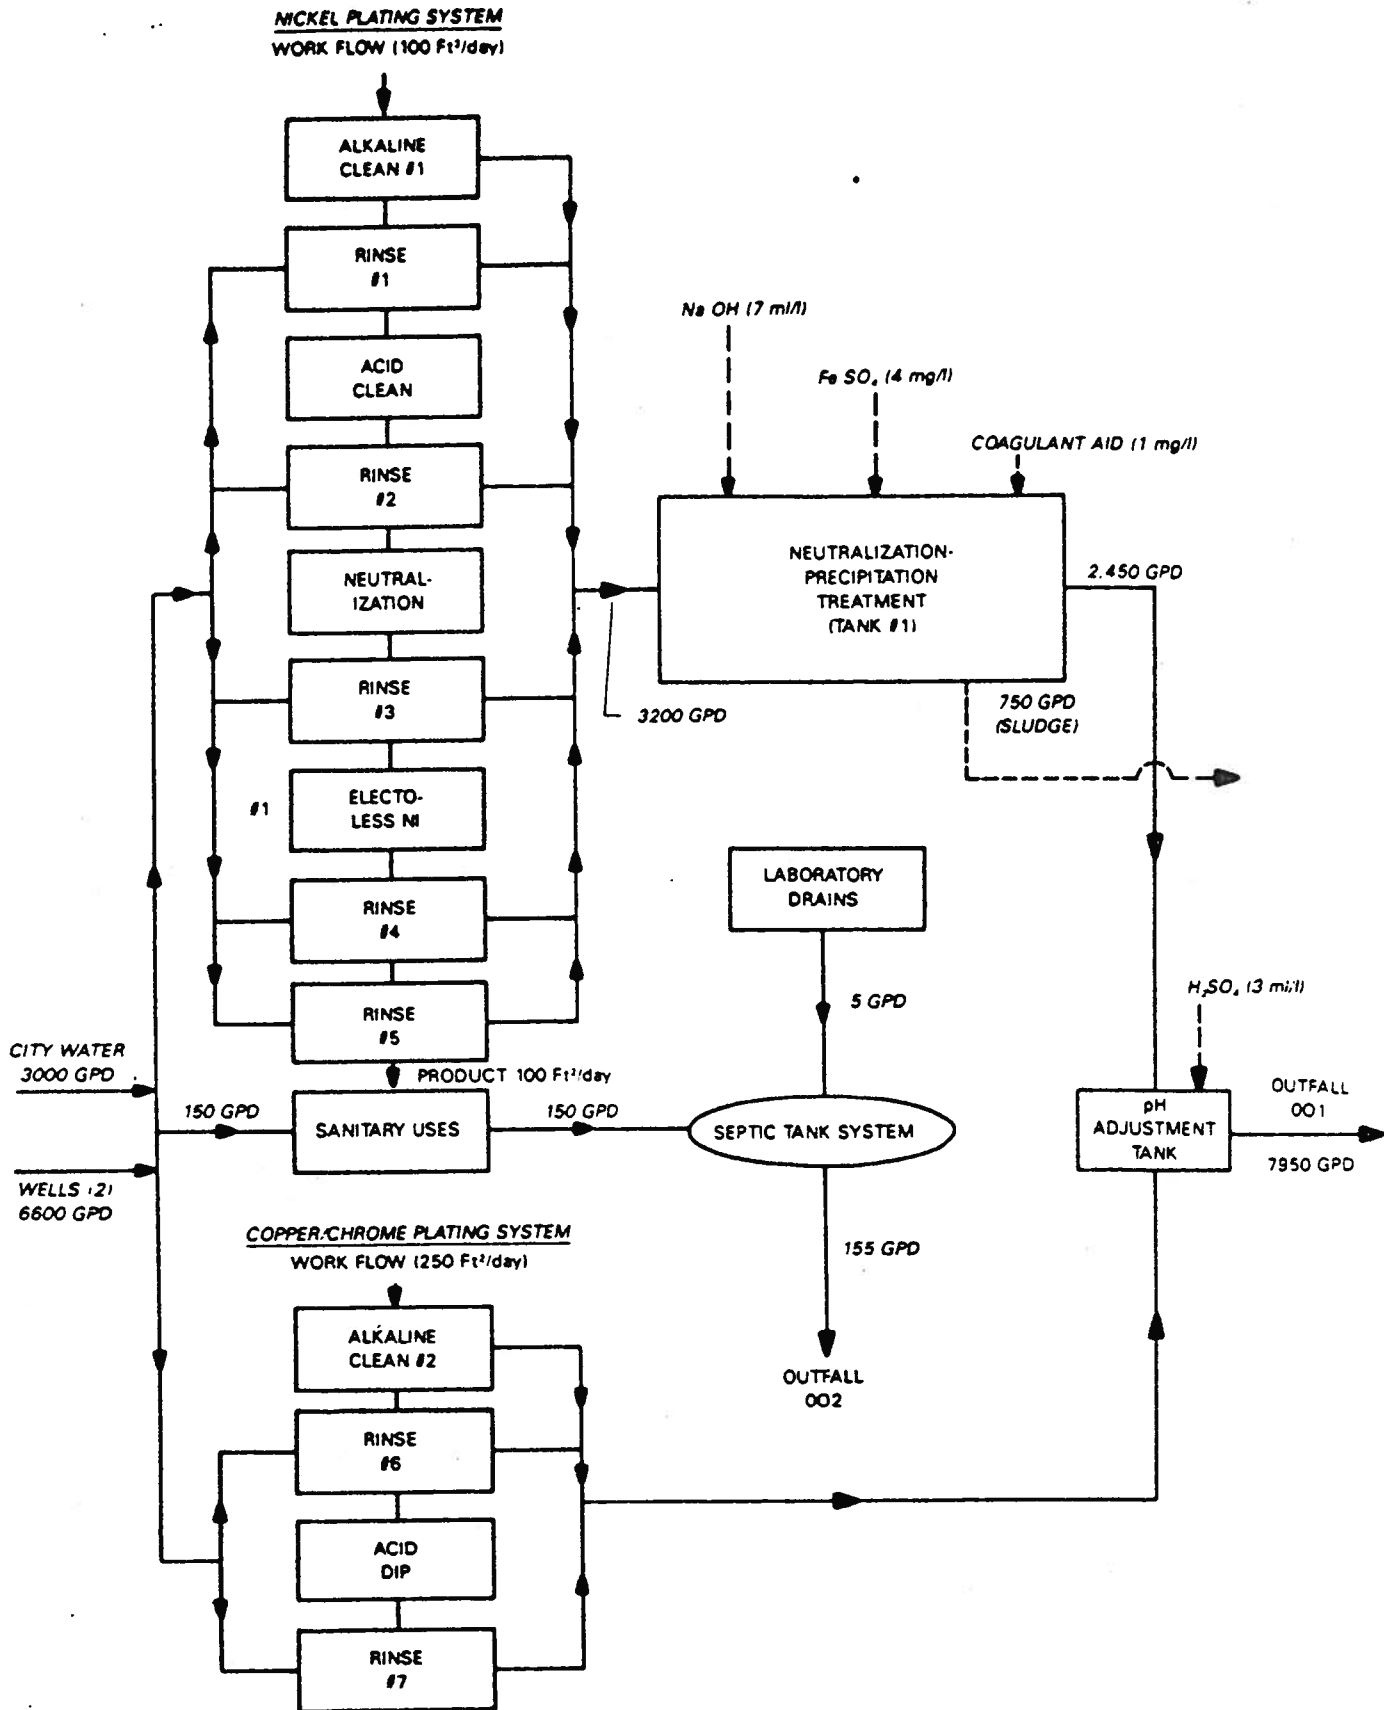 NICKEL PLATING SYSTEM
WORK FLOW (100 Ft²/day)
ALKALINE
CLEAN #1
RINSE
#1
ACID
CLEAN
RINSE
#2
NEUTRAL-
IZATION
RINSE
#3
#1
ELECTO-
LESS NI
RINSE
#4
RINSE
#5
PRODUCT 100 Ft²/day
Na OH (7 ml/l)
Fe SO₄ (4 mg/l)
COAGULANT AID (1 mg/l)
NEUTRALIZATION-
PRECIPITATION
TREATMENT
(TANK #1)
3200 GPD
2.450 GPD
750 GPD
(SLUDGE)
LABORATORY
DRAINS
5 GPD
H₂SO₄ (3 ml/l)
CITY WATER
3000 GPD
150 GPD
SANITARY USES
150 GPD
SEPTIC TANK SYSTEM
pH
ADJUSTMENT
TANK
OUTFALL
001
7950 GPD
WELLS (2)
6600 GPD
155 GPD
OUTFALL
002
COPPER/CHROME PLATING SYSTEM
WORK FLOW (250 Ft²/day)
ALKALINE
CLEAN #2
RINSE
#6
ACID
DIP
RINSE
#7